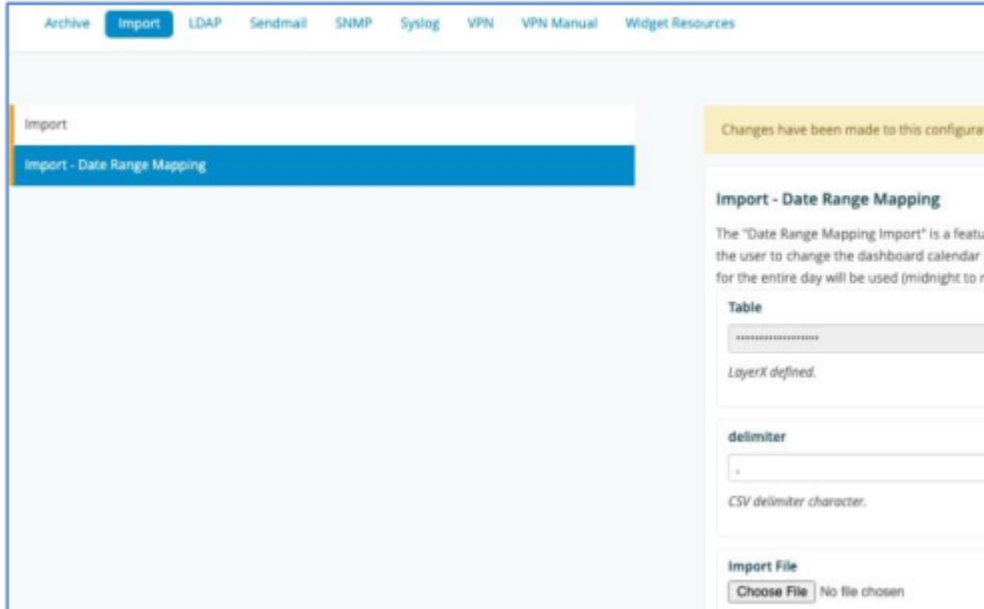 Archive Import LDAP Sendmail SNMP Syslog VPN VPN Manual Widget Resources
Import
Import - Date Range Mapping
Changes have been made to this configura
Import - Date Range Mapping
The "Date Range Mapping Import" is a featu
the user to change the dashboard calendar
for the entire day will be used (midnight to
Table
LayerX defined.
delimiter
,
CSV delimiter character.
Import File
Choose File No file chosen